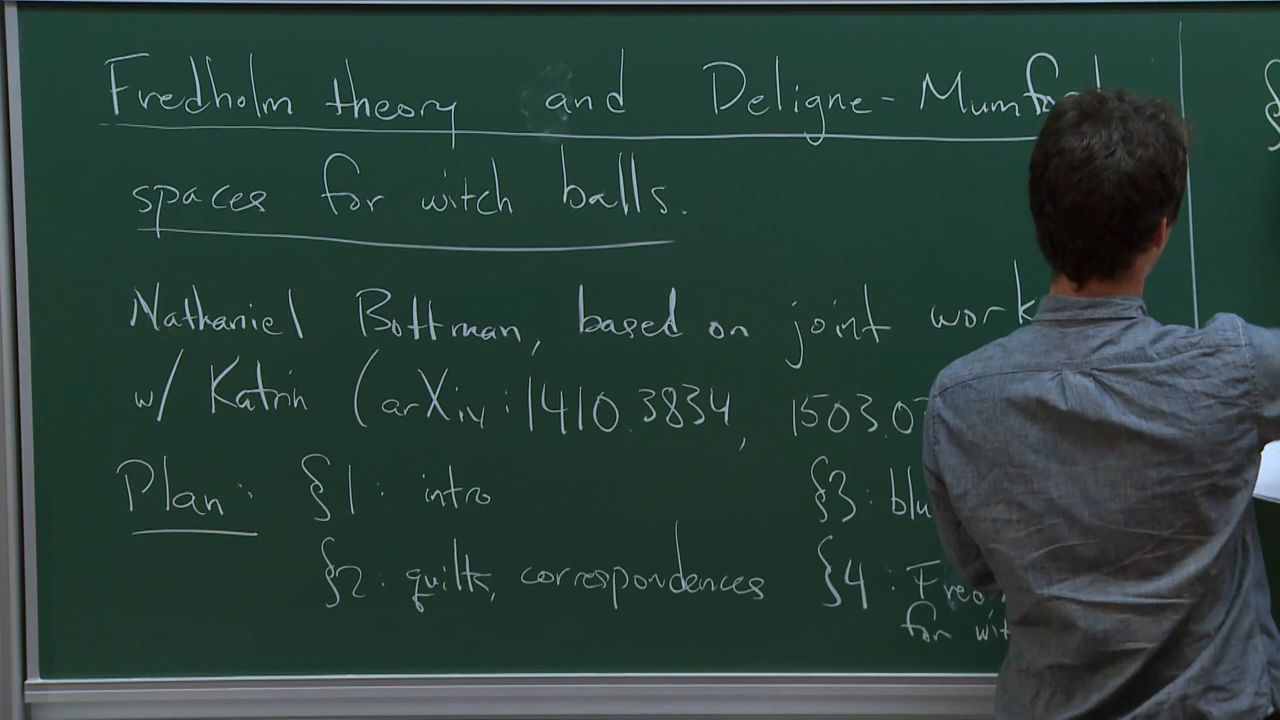 Fredholm theory and Deligne-Mumford
spaces for witch balls.
Nathaniel Bottman, based on joint work
w/ Katrin (arXiv:1410.3834, 1503.0
Plan: §1: intro
§2: quilts, correspondences
§3: blu
§4: Fre
for wit
§